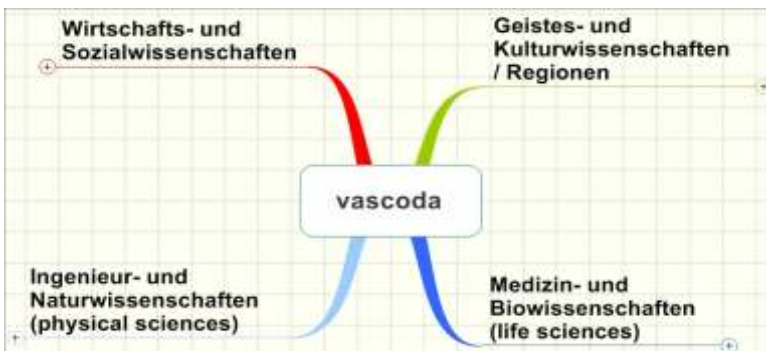 Wirtschafts- und
Sozialwissenschaften
Geistes- und
Kulturwissenschaften
/ Regionen
vascoda
Ingenieur- und
Naturwissenschaften
(physical sciences)
Medizin- und
Biowissenschaften
(life sciences)